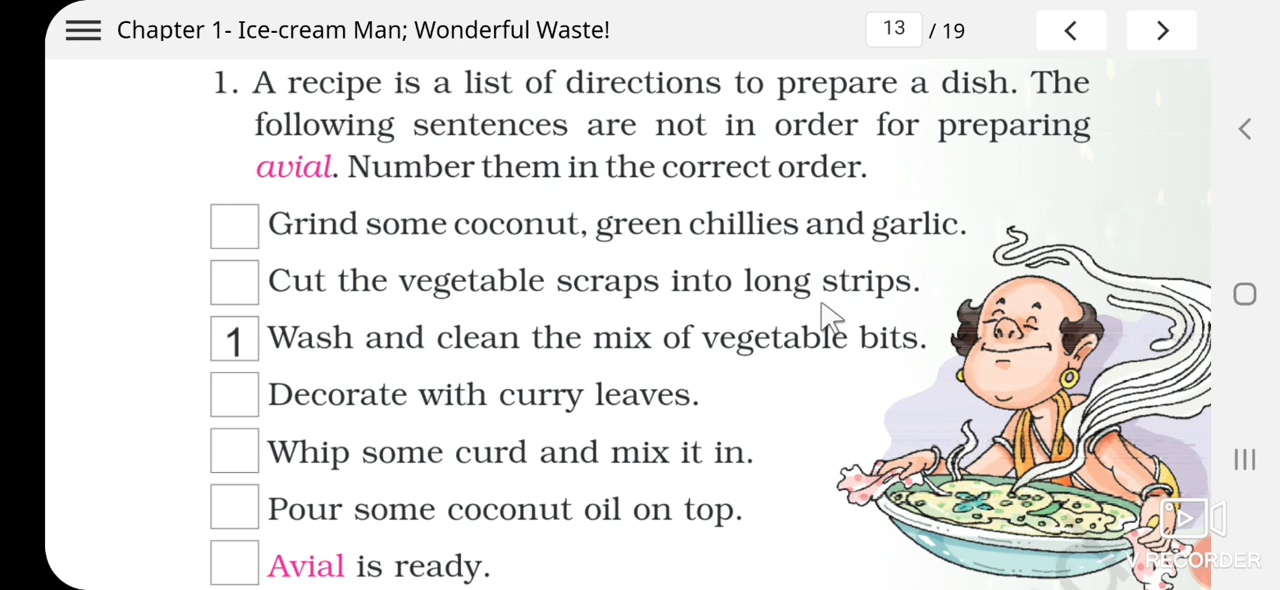 Chapter 1- Ice-cream Man; Wonderful Waste!
13 / 19
1. A recipe is a list of directions to prepare a dish. The
following sentences are not in order for preparing
avial. Number them in the correct order.
Grind some coconut, green chillies and garlic.
Cut the vegetable scraps into long strips.
1 Wash and clean the mix of vegetable bits.
Decorate with curry leaves.
Whip some curd and mix it in.
Pour some coconut oil on top.
Avial is ready.
V RECORDER